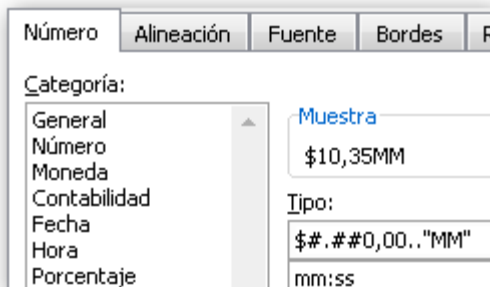 Número Alineación Fuente Bordes
Categoría:
General
Número
Moneda
Contabilidad
Fecha
Hora
Porcentaje
Muestra
$10,35MM
Tipo:
$#.##0,00.."MM"
mm:ss